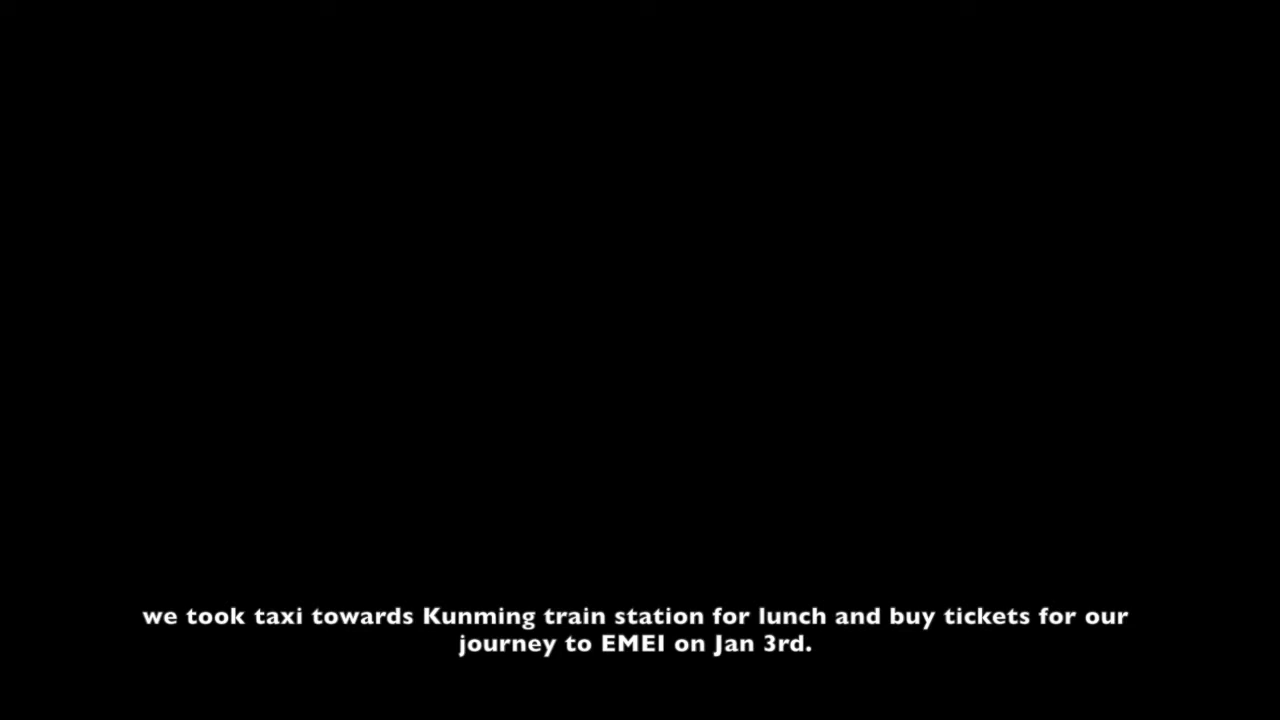 we took taxi towards Kunming train station for lunch and buy tickets for our
journey to EMEI on Jan 3rd.